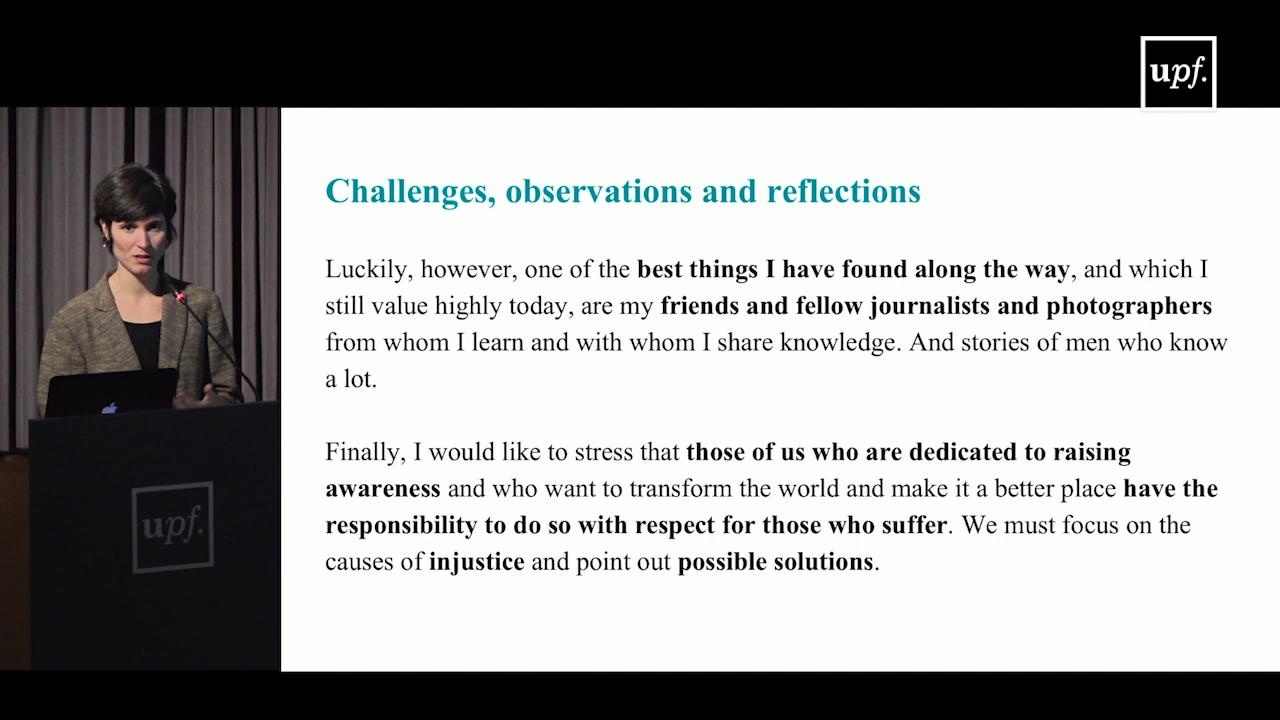 upf.
Challenges, observations and reflections
Luckily, however, one of the best things I have found along the way, and which I
still value highly today, are my friends and fellow journalists and photographers
from whom I learn and with whom I share knowledge. And stories of men who know
a lot.
Finally, I would like to stress that those of us who are dedicated to raising
awareness and who want to transform the world and make it a better place have the
responsibility to do so with respect for those who suffer. We must focus on the
causes of injustice and point out possible solutions.
upf.